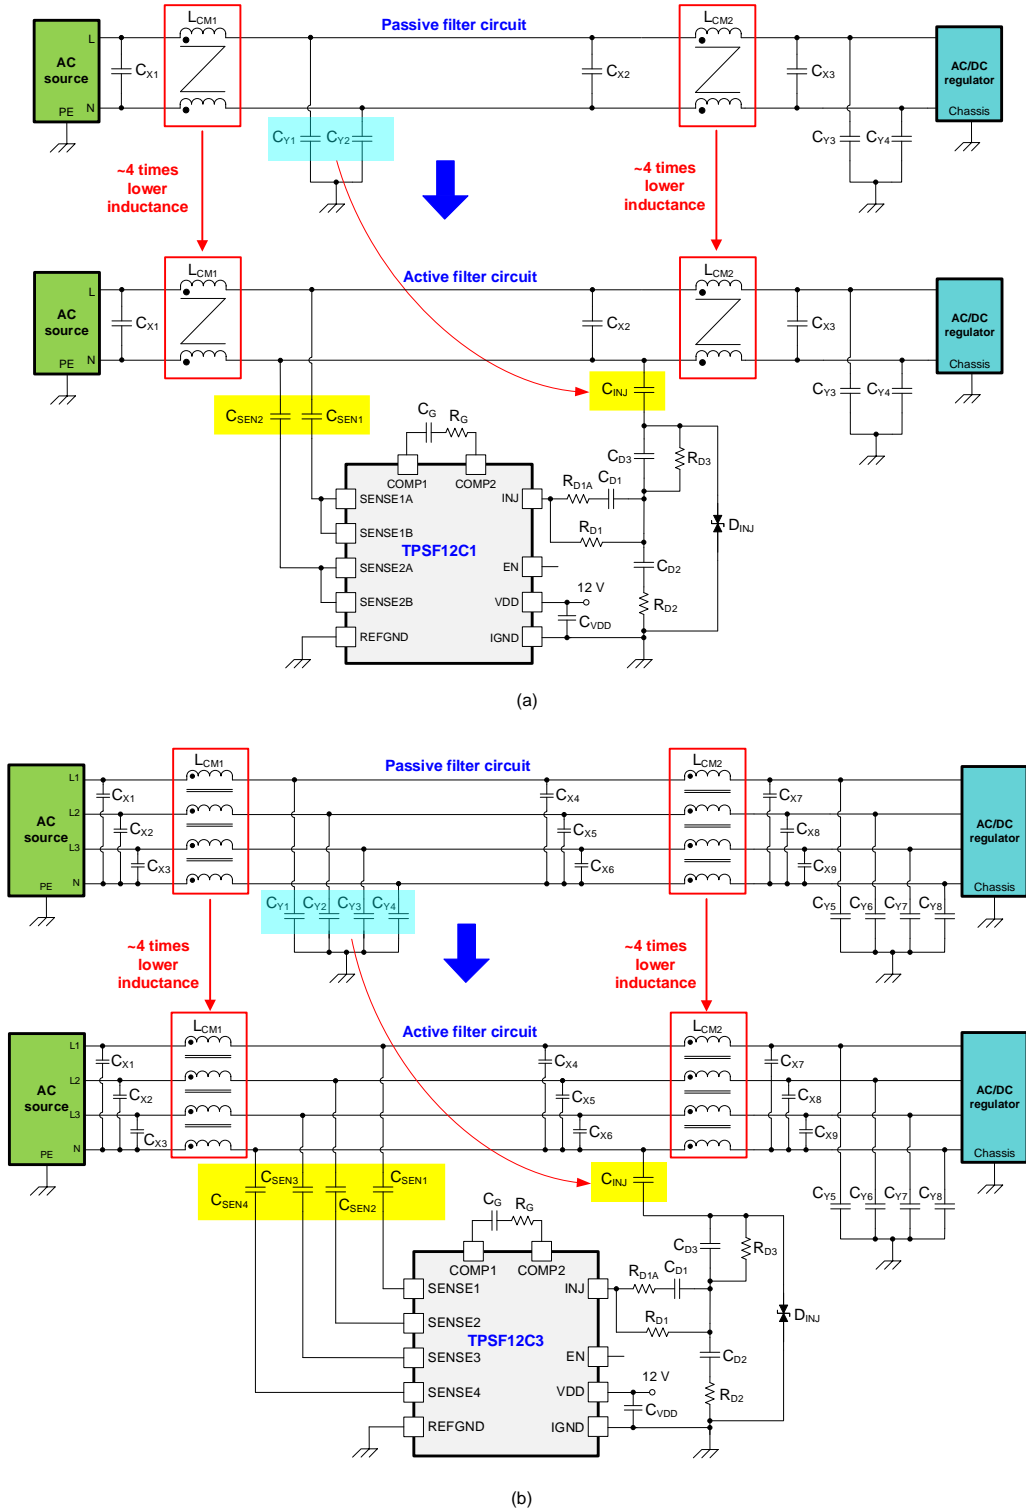 LCM1
Passive filter circuit
LCM2
AC source
L
CX1
CX2
CX3
AC/DC regulator
PE
N
Chassis
CY1
CY2
CY3
CY4
~4 times
lower
inductance
~4 times
lower
inductance
LCM1
Active filter circuit
LCM2
AC source
L
CX1
CX2
CX3
AC/DC regulator
PE
N
Chassis
CINJ
CY3
CY4
CSEN2
CSEN1
CG
RG
CD3
RD3
COMP1
COMP2
SENSE1A
INJ
RD1A
CD1
SENSE1B
RD1
DINJ
TPSF12C1
SENSE2A
EN
CD2
SENSE2B
VDD
12 V
RD2
CVDD
REFGND
IGND
(a)
LCM1
Passive filter circuit
LCM2
AC source
L1
L2
L3
N
PE
CX1
CX2
CX3
CX4
CX5
CX6
CX7
CX8
CX9
AC/DC regulator
Chassis
CY1
CY2
CY3
CY4
CY5
CY6
CY7
CY8
~4 times
lower
inductance
~4 times
lower
inductance
LCM1
Active filter circuit
LCM2
AC source
L1
L2
L3
N
PE
CX1
CX2
CX3
CX4
CX5
CX6
CX7
CX8
CX9
AC/DC regulator
Chassis
CSEN4
CSEN3
CSEN2
CSEN1
CINJ
CY5
CY6
CY7
CY8
CG
RG
CD3
RD3
COMP1
COMP2
SENSE1
INJ
RD1A
CD1
SENSE2
RD1
DINJ
TPSF12C3
SENSE3
EN
CD2
SENSE4
VDD
12 V
RD2
CVDD
REFGND
IGND
(b)